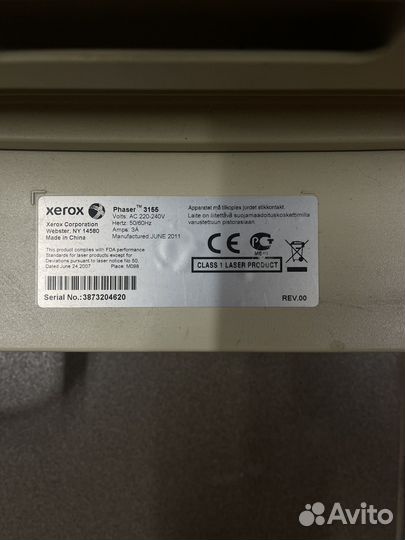 xerox
Xerox Corporation
Webster, NY 14580
Made in China
Phaser™ 3155
Volts: AC 220-240V
Hertz: 50/60Hz
Amps: 3A
Manufactured JUNE 2011
Apparatet må tilkoples jordet stikkontakt.
Laite on liitettävä suojamaadoituskoskettimilla
varustettuun pistorasiaan.
This product complies with FDA performance
Standards for laser products except for
Deviations pursuant to laser notice No 50,
Dated June 24 2007 Place: M098
CE
CLASS 1 LASER PRODUCT
Serial No.:3873204620
REV.00
Avito